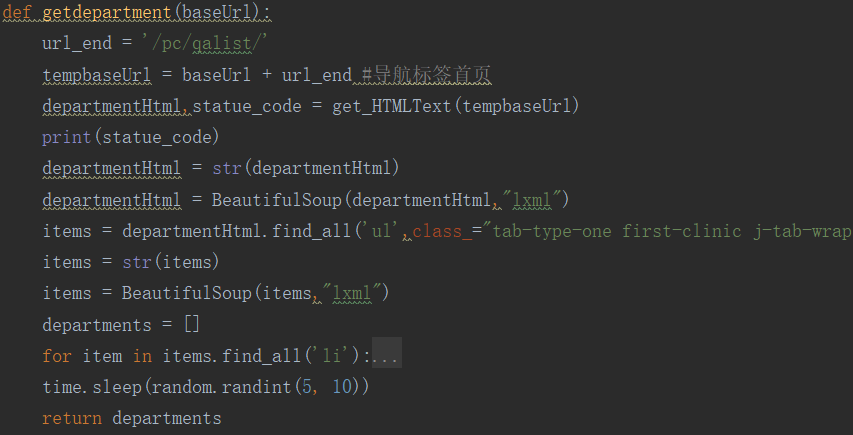 def getdepartment(baseUrl):
    url_end = '/pc/qalist/'
    tempbaseUrl = baseUrl + url_end #导航标签首页
    departmentHtml,statue_code = get_HTMLText(tempbaseUrl)
    print(statue_code)
    departmentHtml = str(departmentHtml)
    departmentHtml = BeautifulSoup(departmentHtml,"lxml")
    items = departmentHtml.find_all('ul',class_="tab-type-one first-clinic j-tab-wrap
    items = str(items)
    items = BeautifulSoup(items,"lxml")
    departments = []
    for item in items.find_all('li'):...
    time.sleep(random.randint(5, 10))
    return departments